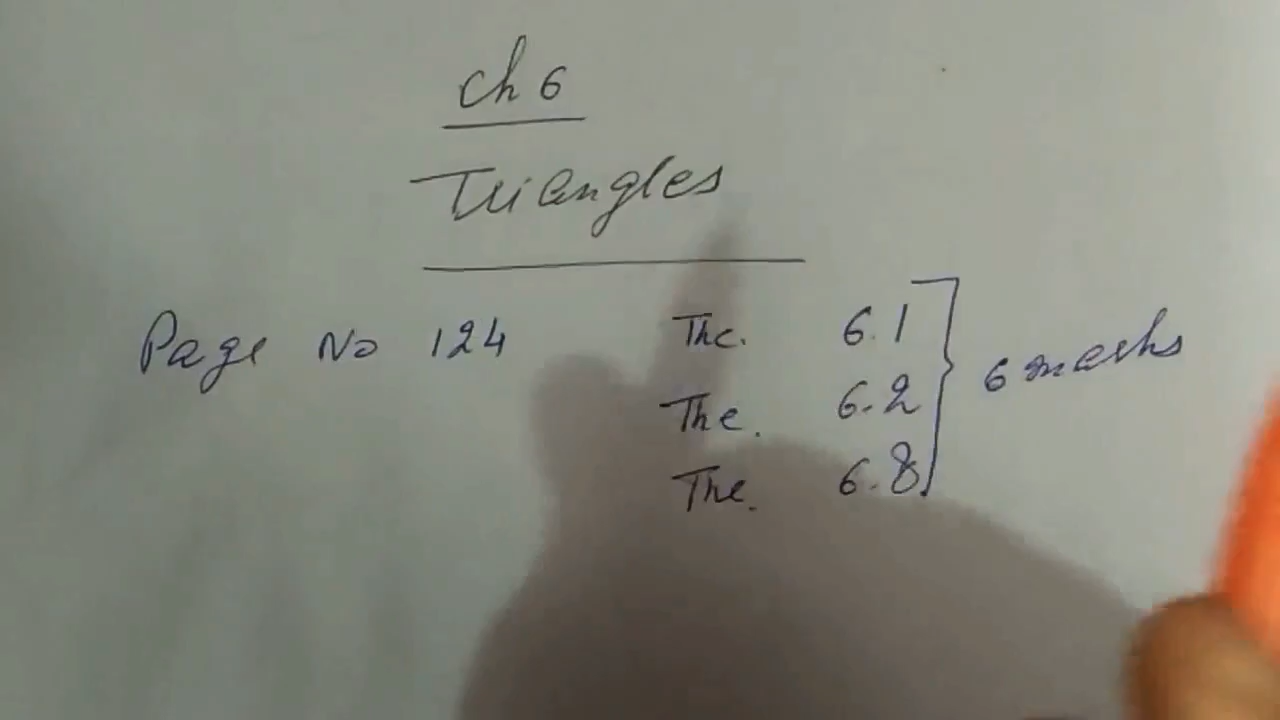 Ch 6
Triangles
Page No 124 The. 6.1
The. 6.2
The. 6.8
6 marks